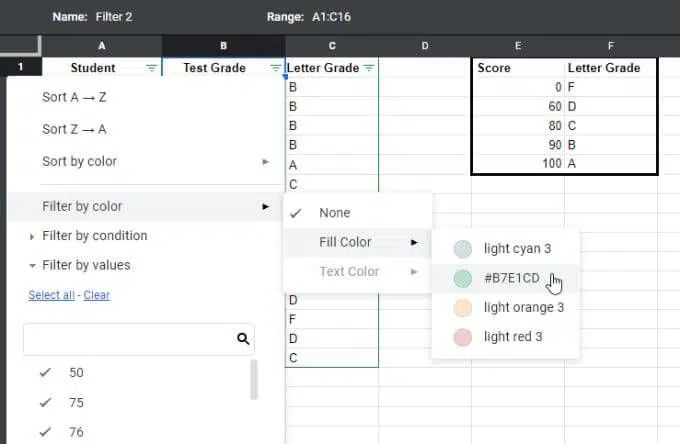 Name: Filter 2 Range: A1:C16
A B C D E F
1 Student Test Grade Letter Grade Score Letter Grade
B 0 F
Sort A → Z B 60 D
Sort Z → A B 80 C
B 90 B
Sort by color A 100 A
C
Filter by color
None
Filter by condition
Fill Color
light cyan 3
Filter by values
Text Color
#B7E1CD
Select all - Clear
D
light orange 3
F
D
light red 3
C
50
75
76